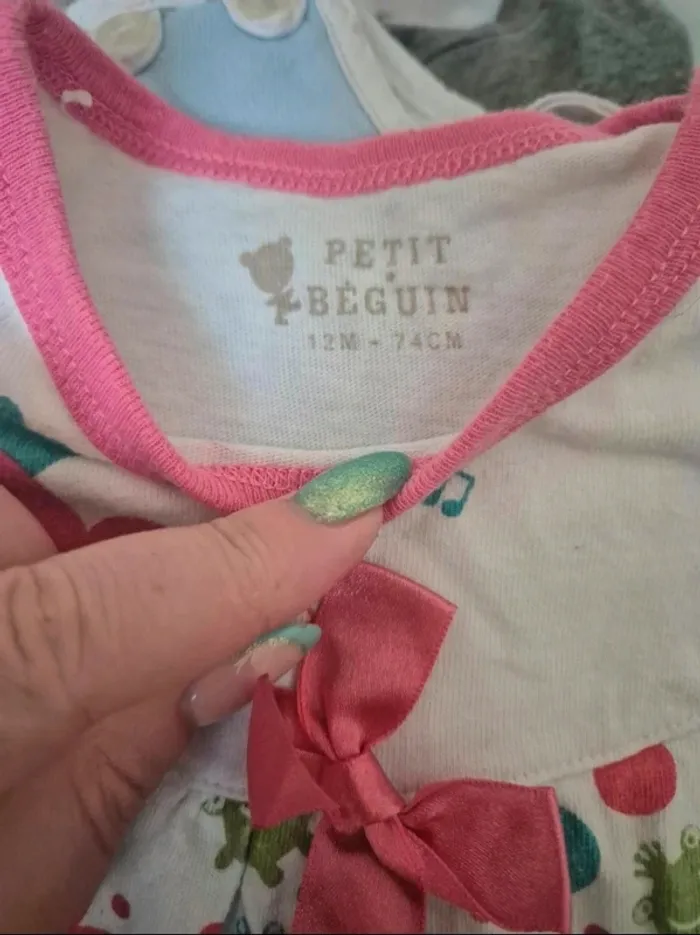 PETIT
BÉGUIN
12M - 74CM